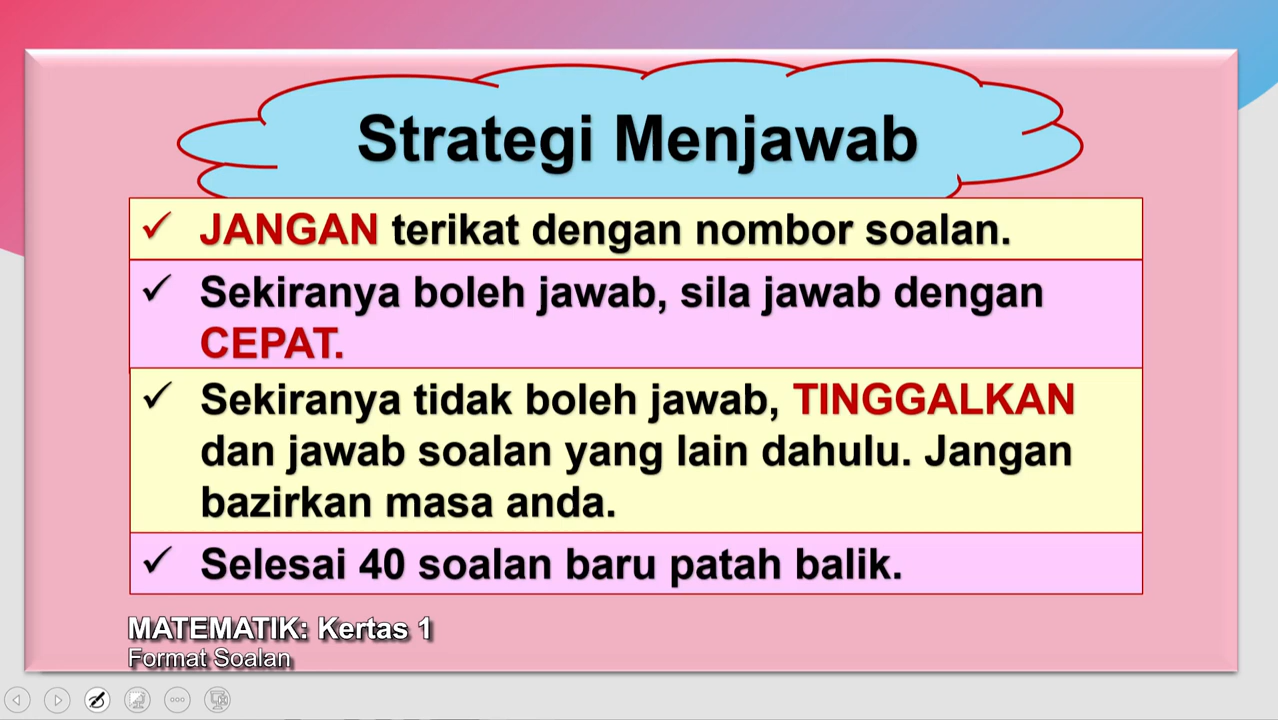 Strategi Menjawab
✓ JANGAN terikat dengan nombor soalan.
✓ Sekiranya boleh jawab, sila jawab dengan
CEPAT.
✓ Sekiranya tidak boleh jawab, TINGGALKAN
dan jawab soalan yang lain dahulu. Jangan
bazirkan masa anda.
✓ Selesai 40 soalan baru patah balik.
MATEMATIK: Kertas 1
Format Soalan